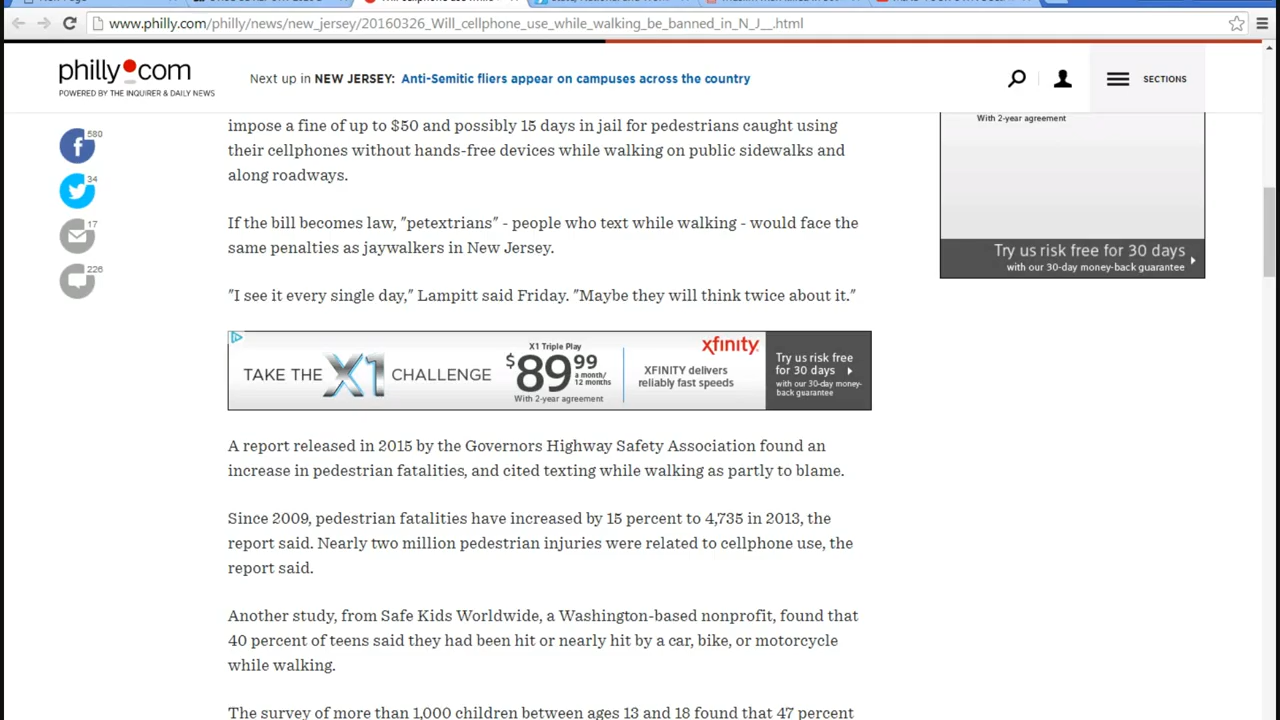 www.philly.com/philly/news/new_jersey/20160326_Will_cellphone_use_while_walking_be_banned_in_N_J__.html
philly.com
POWERED BY THE INQUIRER & DAILY NEWS
Next up in NEW JERSEY: Anti-Semitic fliers appear on campuses across the country
SECTIONS
580
34
17
226
impose a fine of up to $50 and possibly 15 days in jail for pedestrians caught using
their cellphones without hands-free devices while walking on public sidewalks and
along roadways.
If the bill becomes law, "petextrians" - people who text while walking - would face the
same penalties as jaywalkers in New Jersey.
"I see it every single day," Lampitt said Friday. "Maybe they will think twice about it."
TAKE THE X1 CHALLENGE
X1 Triple Play
$89.99
a month/
12 months
With 2-year agreement
xfinity
XFINITY delivers
reliably fast speeds
Try us risk free
for 30 days
with our 30-day money-
back guarantee
A report released in 2015 by the Governors Highway Safety Association found an
increase in pedestrian fatalities, and cited texting while walking as partly to blame.
Since 2009, pedestrian fatalities have increased by 15 percent to 4,735 in 2013, the
report said. Nearly two million pedestrian injuries were related to cellphone use, the
report said.
Another study, from Safe Kids Worldwide, a Washington-based nonprofit, found that
40 percent of teens said they had been hit or nearly hit by a car, bike, or motorcycle
while walking.
The survey of more than 1,000 children between ages 13 and 18 found that 47 percent
With 2-year agreement
Try us risk free for 30 days
with our 30-day money-back guarantee